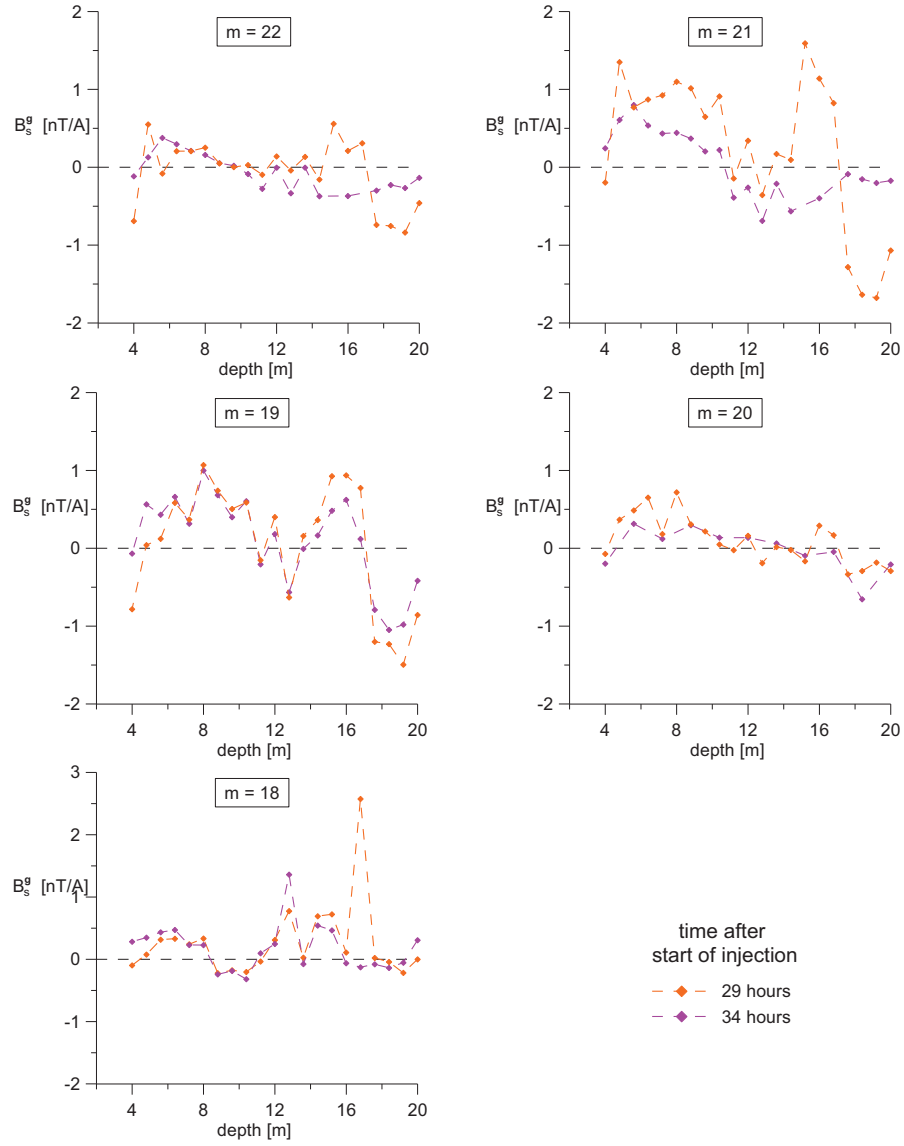 m = 22
2
1
0
-1
-2
B_s^g [nT/A]
4 8 12 16 20
depth [m]
m = 21
2
1
0
-1
-2
B_s^g [nT/A]
4 8 12 16 20
depth [m]
m = 19
2
1
0
-1
-2
B_s^g [nT/A]
4 8 12 16 20
depth [m]
m = 20
2
1
0
-1
-2
B_s^g [nT/A]
4 8 12 16 20
depth [m]
m = 18
3
2
1
0
-1
-2
B_s^g [nT/A]
4 8 12 16 20
depth [m]
time after
start of injection
29 hours
34 hours